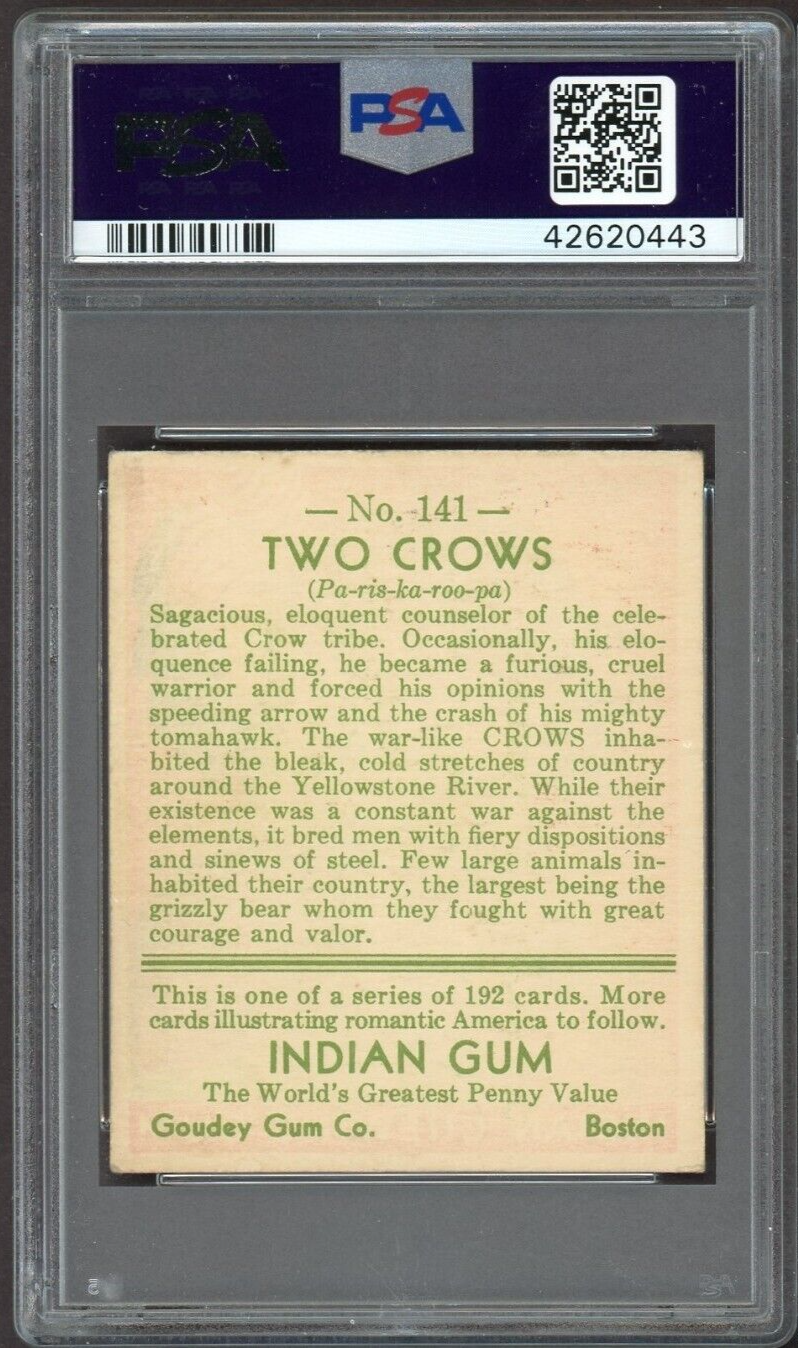 PSA
PSA
42620443
— No. 141 —
TWO CROWS
(Pa-ris-ka-roo-pa)
Sagacious, eloquent counselor of the cele-
brated Crow tribe. Occasionally, his elo-
quence failing, he became a furious, cruel
warrior and forced his opinions with the
speeding arrow and the crash of his mighty
tomahawk. The war-like CROWS inha-
bited the bleak, cold stretches of country
around the Yellowstone River. While their
existence was a constant war against the
elements, it bred men with fiery dispositions
and sinews of steel. Few large animals in-
habited their country, the largest being the
grizzly bear whom they fought with great
courage and valor.
This is one of a series of 192 cards. More
cards illustrating romantic America to follow.
INDIAN GUM
The World's Greatest Penny Value
Goudey Gum Co. Boston